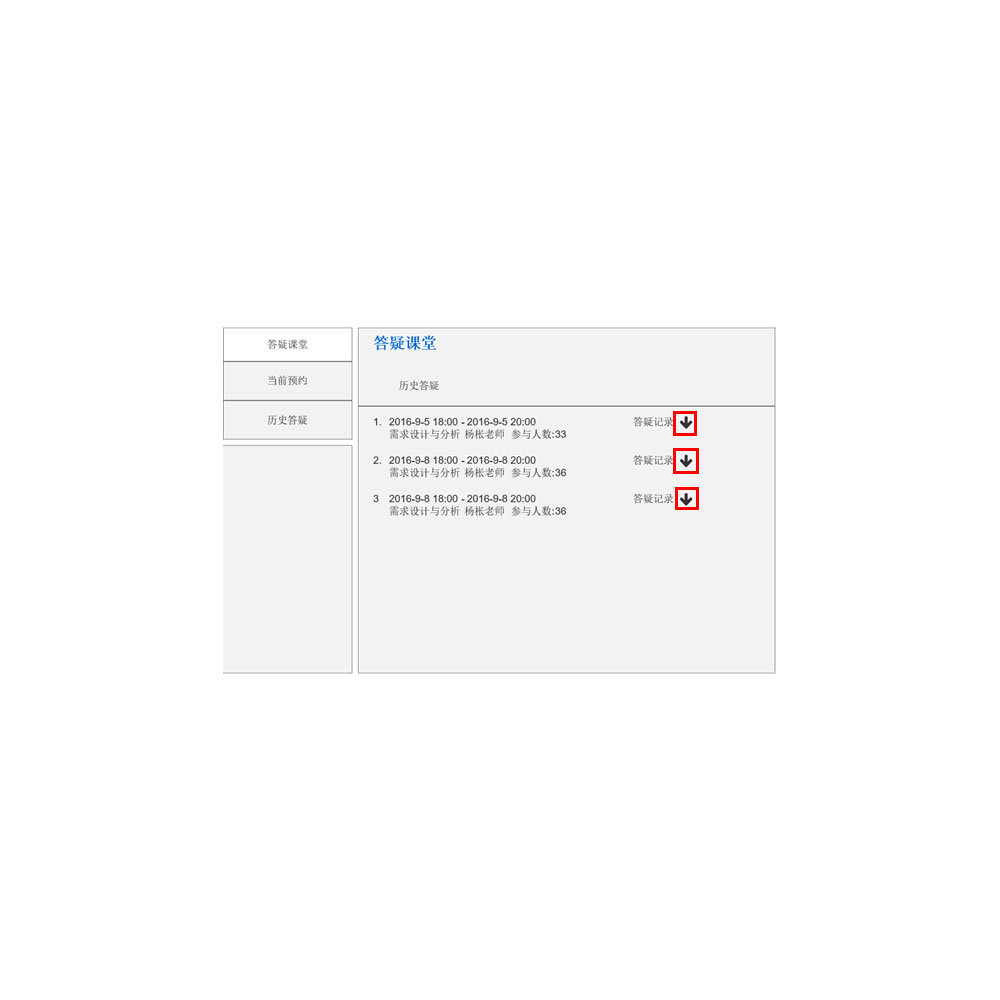 答疑课堂
当前预约
历史答疑
答疑课堂
历史答疑
1. 2016-9-5 18:00 - 2016-9-5 20:00 答疑记录
需求设计与分析 杨枨老师 参与人数:33
2. 2016-9-8 18:00 - 2016-9-8 20:00 答疑记录
需求设计与分析 杨枨老师 参与人数:36
3 2016-9-8 18:00 - 2016-9-8 20:00 答疑记录
需求设计与分析 杨枨老师 参与人数:36